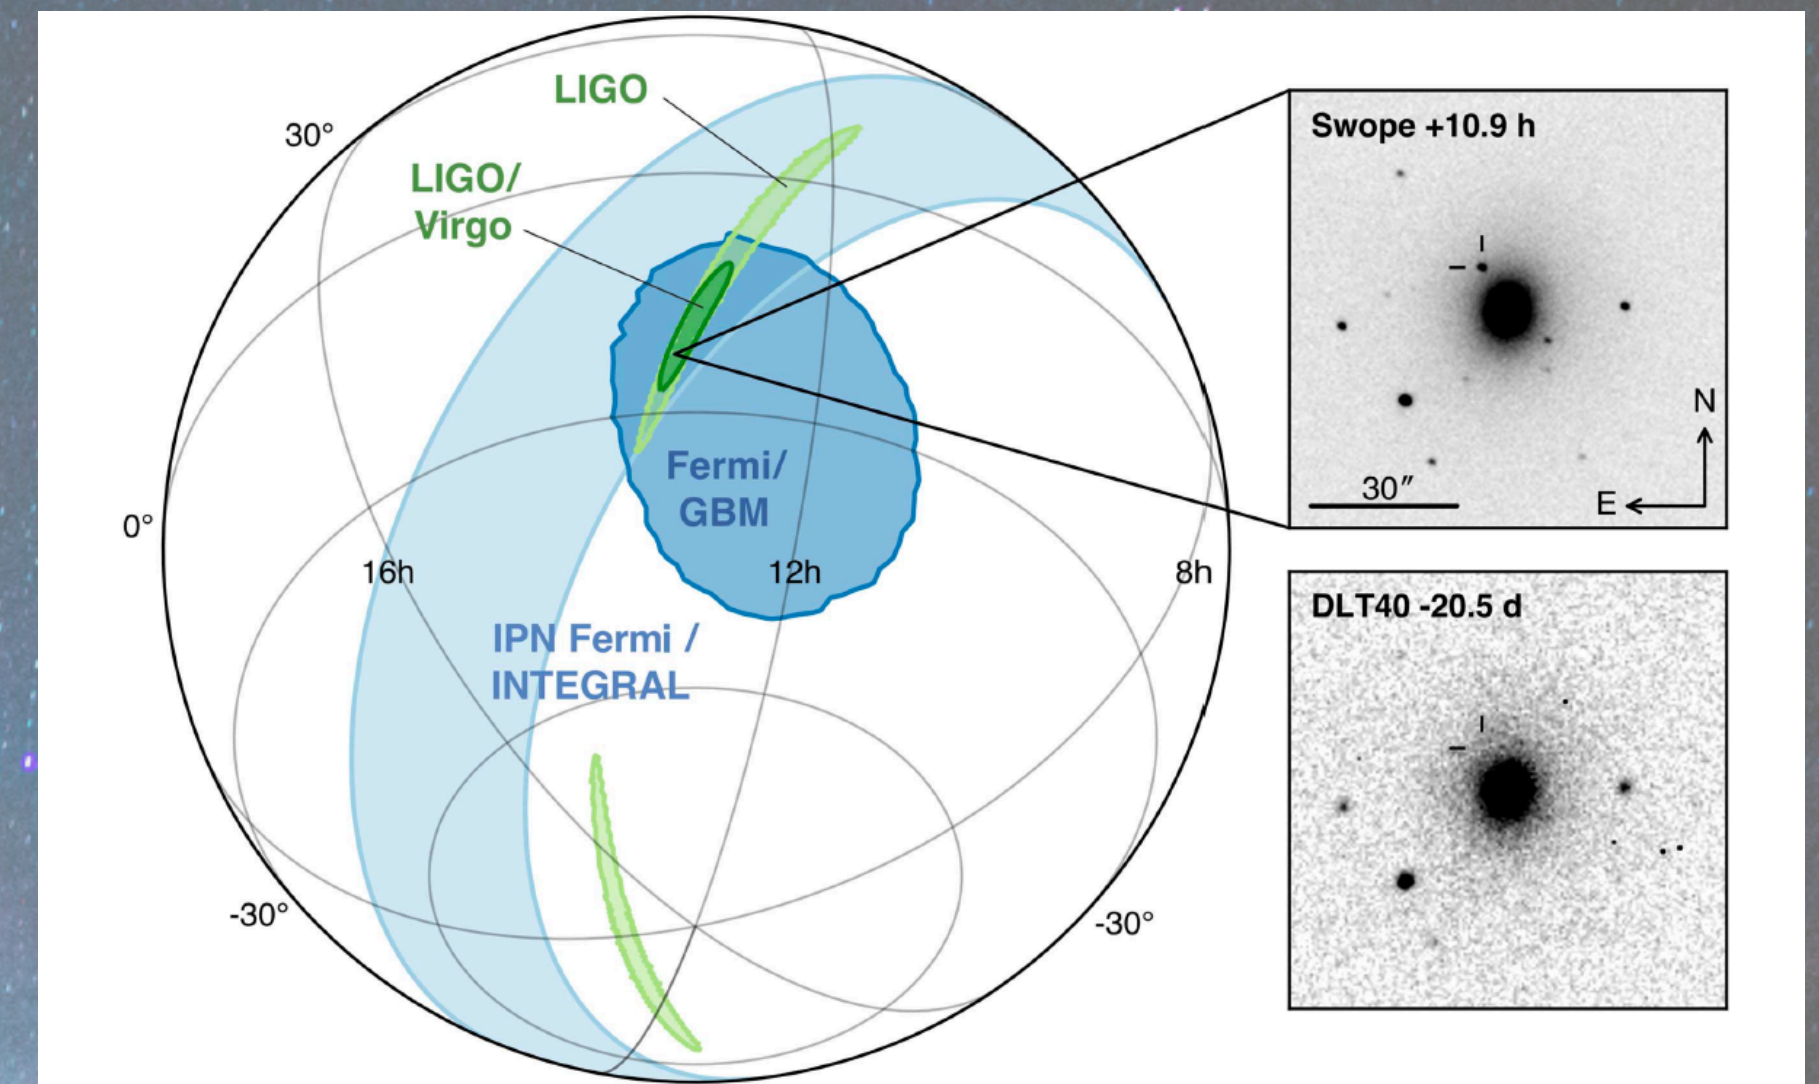 LIGO
30°
LIGO/
Virgo
0°
16h
12h
8h
Fermi/
GBM
IPN Fermi /
INTEGRAL
-30°
-30°
Swope +10.9 h
N
30″
E
DLT40 -20.5 d